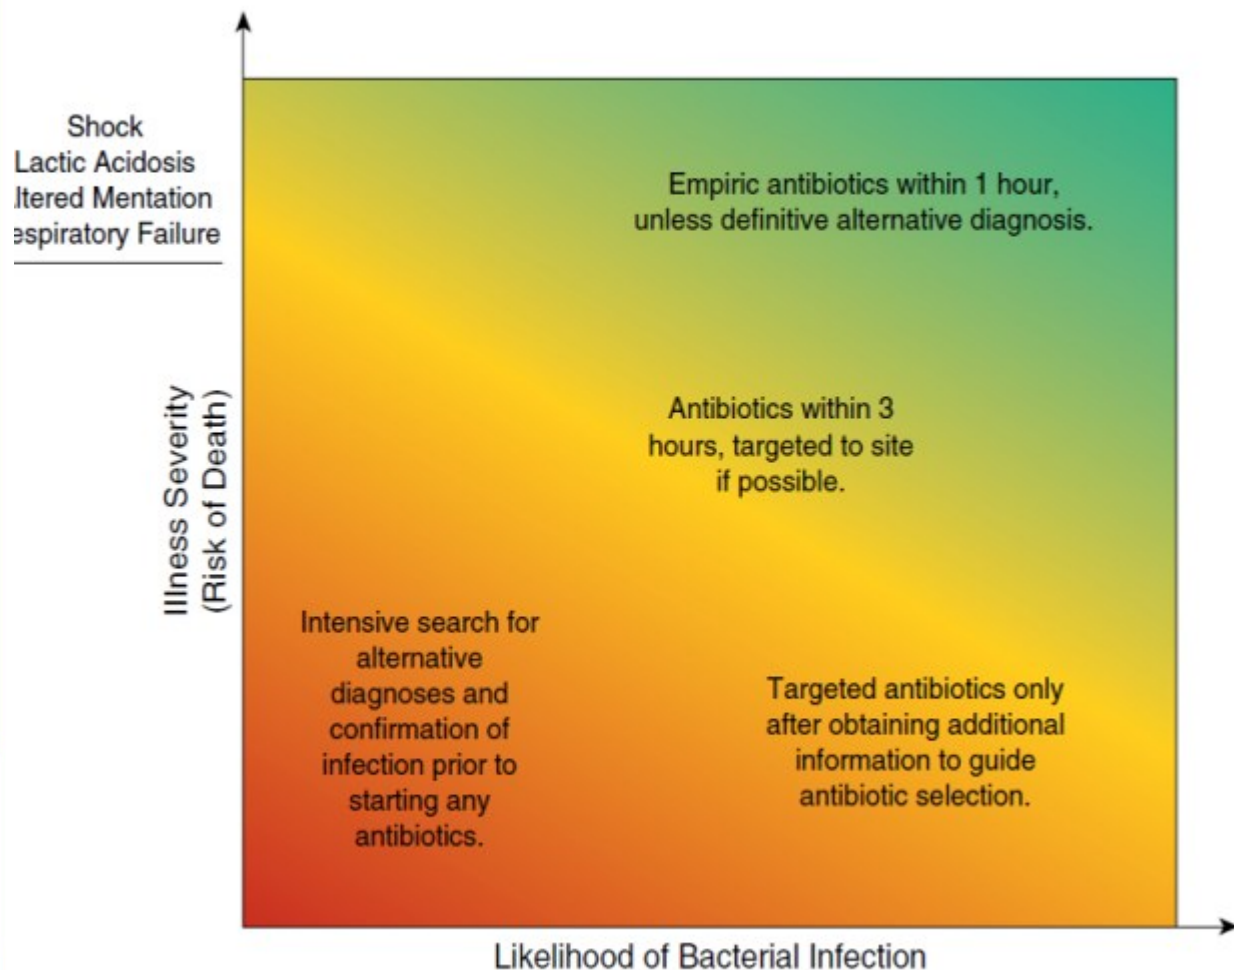 Shock
Lactic Acidosis
ltered Mentation
espiratory Failure
Empiric antibiotics within 1 hour,
unless definitive alternative diagnosis.
Illness Severity
(Risk of Death)
Antibiotics within 3
hours, targeted to site
if possible.
Intensive search for
alternative
diagnoses and
confirmation of
infection prior to
starting any
antibiotics.
Targeted antibiotics only
after obtaining additional
information to guide
antibiotic selection.
Likelihood of Bacterial Infection